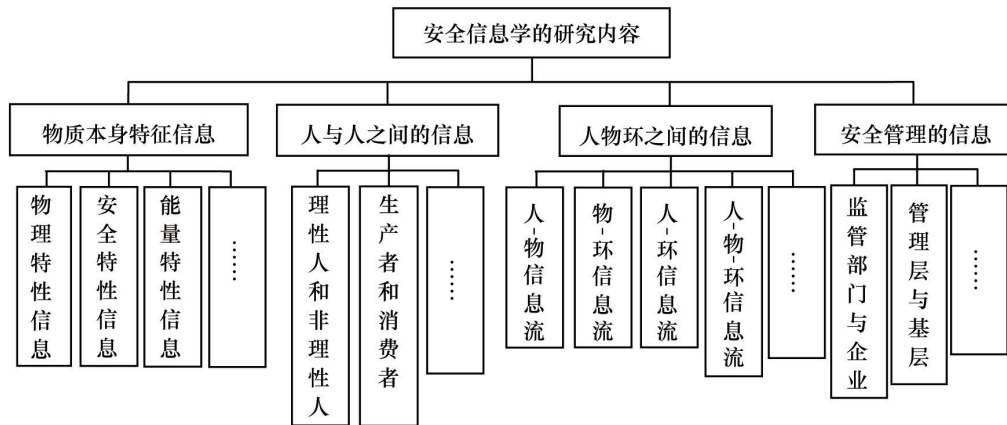 安全信息学的研究内容
物质本身特征信息
人与人之间的信息
人物环之间的信息
安全管理的信息
物理特性信息
安全特性信息
能量特性信息
……
理性人和非理性人
生产者和消费者
……
人-物信息流
物-环信息流
人-环信息流
人-物-环信息流
……
监管部门与企业
管理层与基层
……